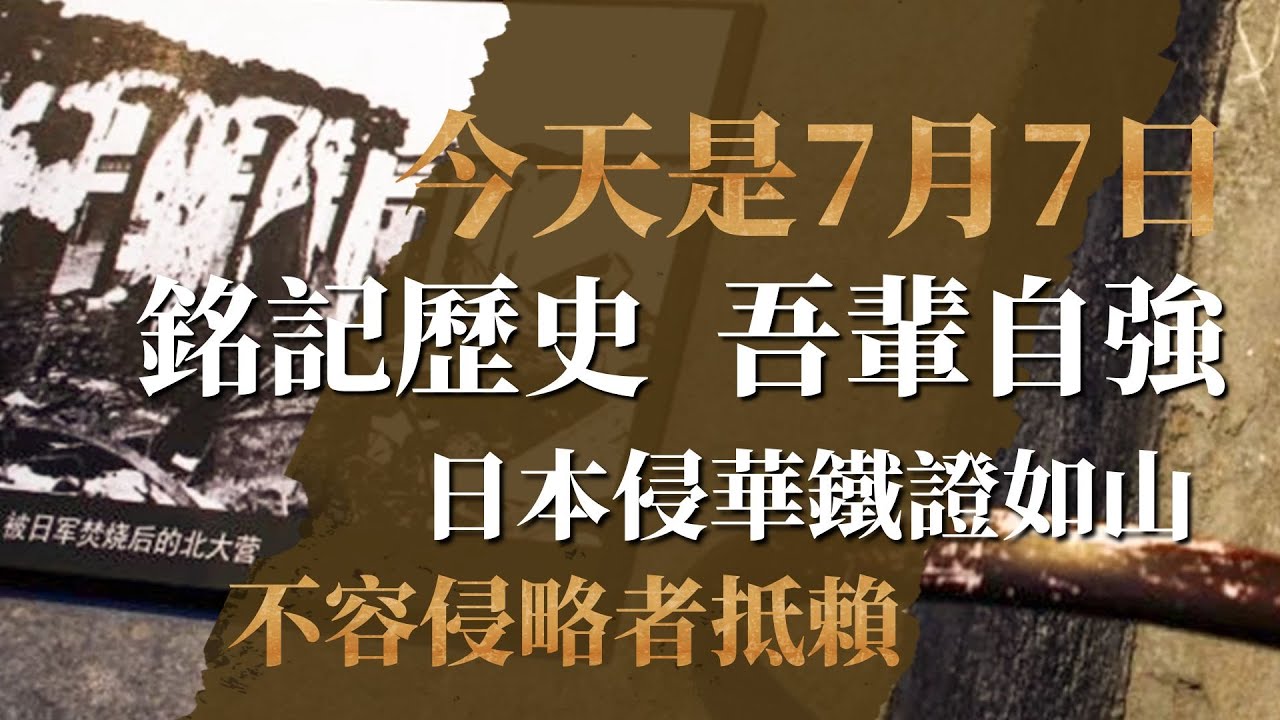 今天是7月7日
銘記歷史 吾輩自強
日本侵華鐵證如山
被日军焚烧后的北大营
不容侵略者抵賴